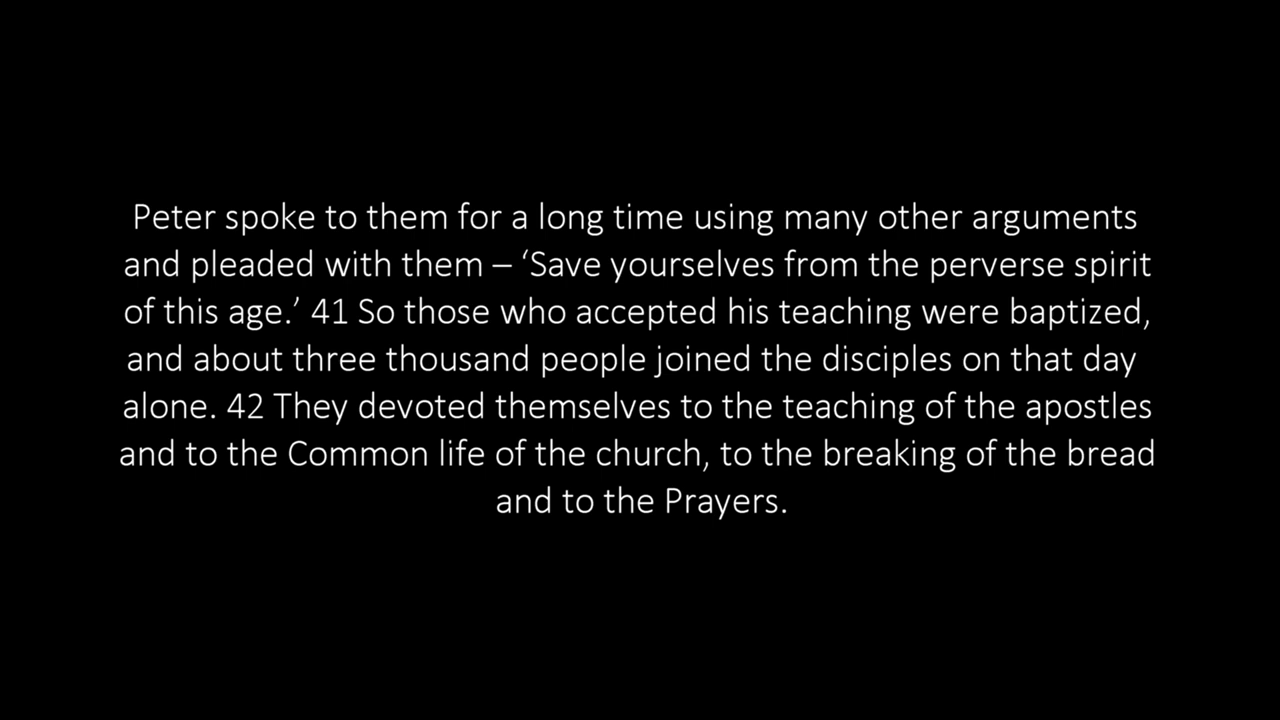 Peter spoke to them for a long time using many other arguments
and pleaded with them – ‘Save yourselves from the perverse spirit
of this age.’ 41 So those who accepted his teaching were baptized,
and about three thousand people joined the disciples on that day
alone. 42 They devoted themselves to the teaching of the apostles
and to the Common life of the church, to the breaking of the bread
and to the Prayers.